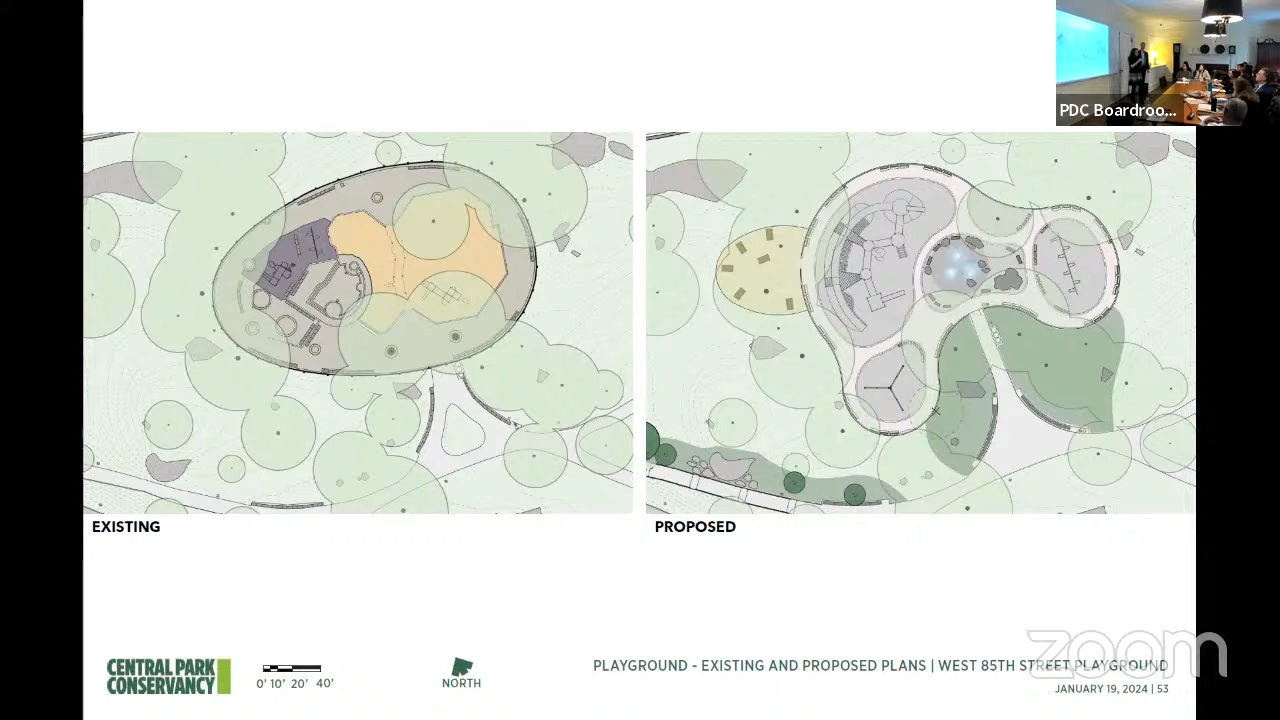 PDC Boardroo...
EXISTING
PROPOSED
CENTRAL PARK
CONSERVANCY
0' 10' 20' 40'
NORTH
PLAYGROUND - EXISTING AND PROPOSED PLANS | WEST 85TH STREET PLAYGROUND
JANUARY 19, 2024 | 53
zoom